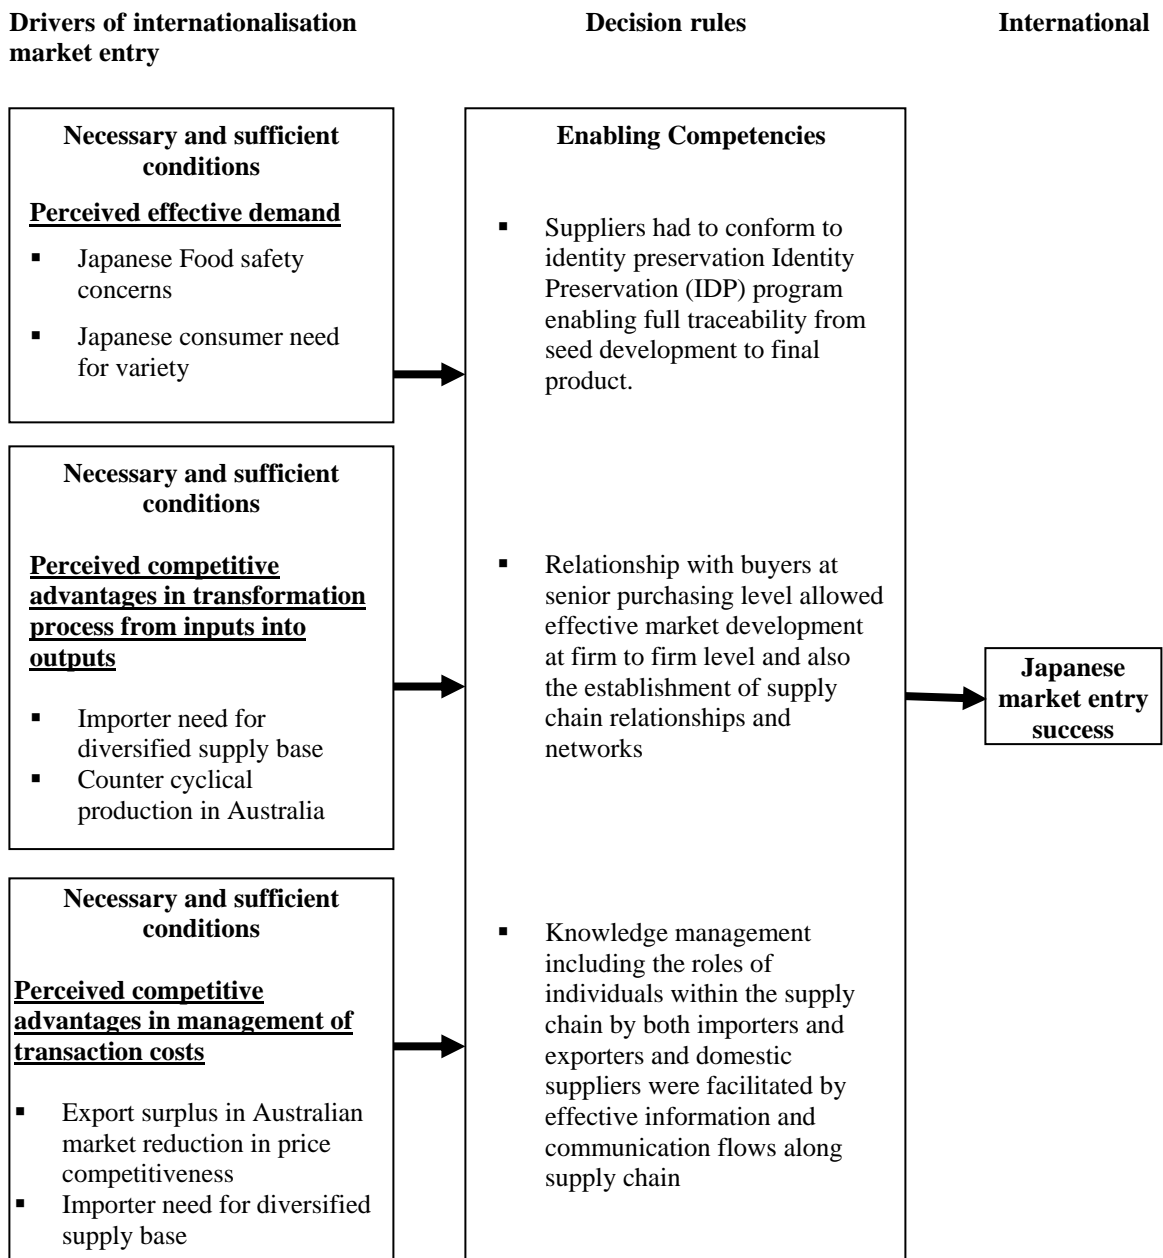 Drivers of internationalisation
market entry
Decision rules
International
Necessary and sufficient
conditions
Perceived effective demand
▪ Japanese Food safety
concerns
▪ Japanese consumer need
for variety
Necessary and sufficient
conditions
Perceived competitive
advantages in transformation
process from inputs into
outputs
▪ Importer need for
diversified supply base
▪ Counter cyclical
production in Australia
Necessary and sufficient
conditions
Perceived competitive
advantages in management of
transaction costs
▪ Export surplus in Australian
market reduction in price
competitiveness
▪ Importer need for diversified
supply base
Enabling Competencies
▪ Suppliers had to conform to
identity preservation Identity
Preservation (IDP) program
enabling full traceability from
seed development to final
product.
▪ Relationship with buyers at
senior purchasing level allowed
effective market development
at firm to firm level and also
the establishment of supply
chain relationships and
networks
▪ Knowledge management
including the roles of
individuals within the supply
chain by both importers and
exporters and domestic
suppliers were facilitated by
effective information and
communication flows along
supply chain
Japanese
market entry
success